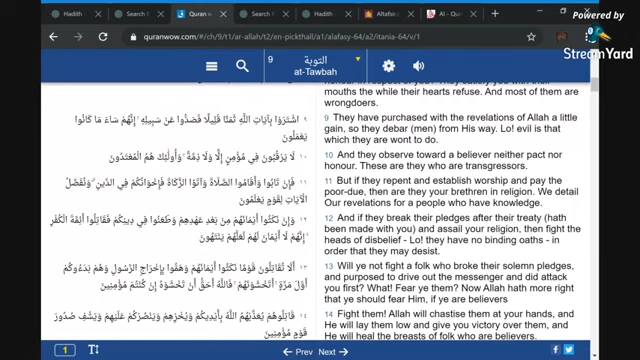 Hadith
Search H
Quran wow
Search H
Hadith
Altafsir
Al - Qur
Powered by
StreamYard
quranwow.com/#/ch/9/t1/ar-allah/t2/en-pickthall/a1/alafasy-64/a2/itania-64/v/1
9
التوبة
at-Tawbah
mouths the while their hearts refuse. And most of them are
wrongdoers.
٩ اشْتَرَوْا بِآيَاتِ اللَّهِ ثَمَنًا قَلِيلًا فَصَدُّوا عَنْ سَبِيلِهِ ۚ إِنَّهُمْ سَاءَ مَا كَانُوا
يَعْمَلُونَ
9 They have purchased with the revelations of Allah a little
gain, so they debar (men) from His way. Lo! evil is that
which they are wont to do.
١٠ لَا يَرْقُبُونَ فِي مُؤْمِنٍ إِلًّا وَلَا ذِمَّةً ۚ وَأُولَٰئِكَ هُمُ الْمُعْتَدُونَ
10 And they observe toward a believer neither pact nor
honour. These are they who are transgressors.
١١ فَإِنْ تَابُوا وَأَقَامُوا الصَّلَاةَ وَآتَوُا الزَّكَاةَ فَإِخْوَانُكُمْ فِي الدِّينِ ۗ وَنُفَصِّلُ
الْآيَاتِ لِقَوْمٍ يَعْلَمُونَ
11 But if they repent and establish worship and pay the
poor-due, then are they your brethren in religion. We detail
Our revelations for a people who have knowledge.
١٢ وَإِنْ نَكَثُوا أَيْمَانَهُمْ مِنْ بَعْدِ عَهْدِهِمْ وَطَعَنُوا فِي دِينِكُمْ فَقَاتِلُوا أَئِمَّةَ الْكُفْرِ ۙ
إِنَّهُمْ لَا أَيْمَانَ لَهُمْ لَعَلَّهُمْ يَنْتَهُونَ
12 And if they break their pledges after their treaty (hath
been made with you) and assail your religion, then fight
the heads of disbelief - Lo! they have no binding oaths -
in order that they may desist.
١٣ أَلَا تُقَاتِلُونَ قَوْمًا نَكَثُوا أَيْمَانَهُمْ وَهَمُّوا بِإِخْرَاجِ الرَّسُولِ وَهُمْ بَدَءُوكُمْ
أَوَّلَ مَرَّةٍ ۚ أَتَخْشَوْنَهُمْ ۚ فَاللَّهُ أَحَقُّ أَنْ تَخْشَوْهُ إِنْ كُنْتُمْ مُؤْمِنِينَ
13 Will ye not fight a folk who broke their solemn pledges,
and purposed to drive out the messenger and did attack
you first? What! Fear ye them? Now Allah hath more right
that ye should fear Him, if ye are believers
١٤ قَاتِلُوهُمْ يُعَذِّبْهُمُ اللَّهُ بِأَيْدِيكُمْ وَيُخْزِهِمْ وَيَنْصُرْكُمْ عَلَيْهِمْ وَيَشْفِ صُدُورَ
قَوْمٍ مُؤْمِنِينَ
14 Fight them! Allah will chastise them at your hands, and
He will lay them low and give you victory over them, and
He will heal the breasts of folk who are believers.
1
Prev Next